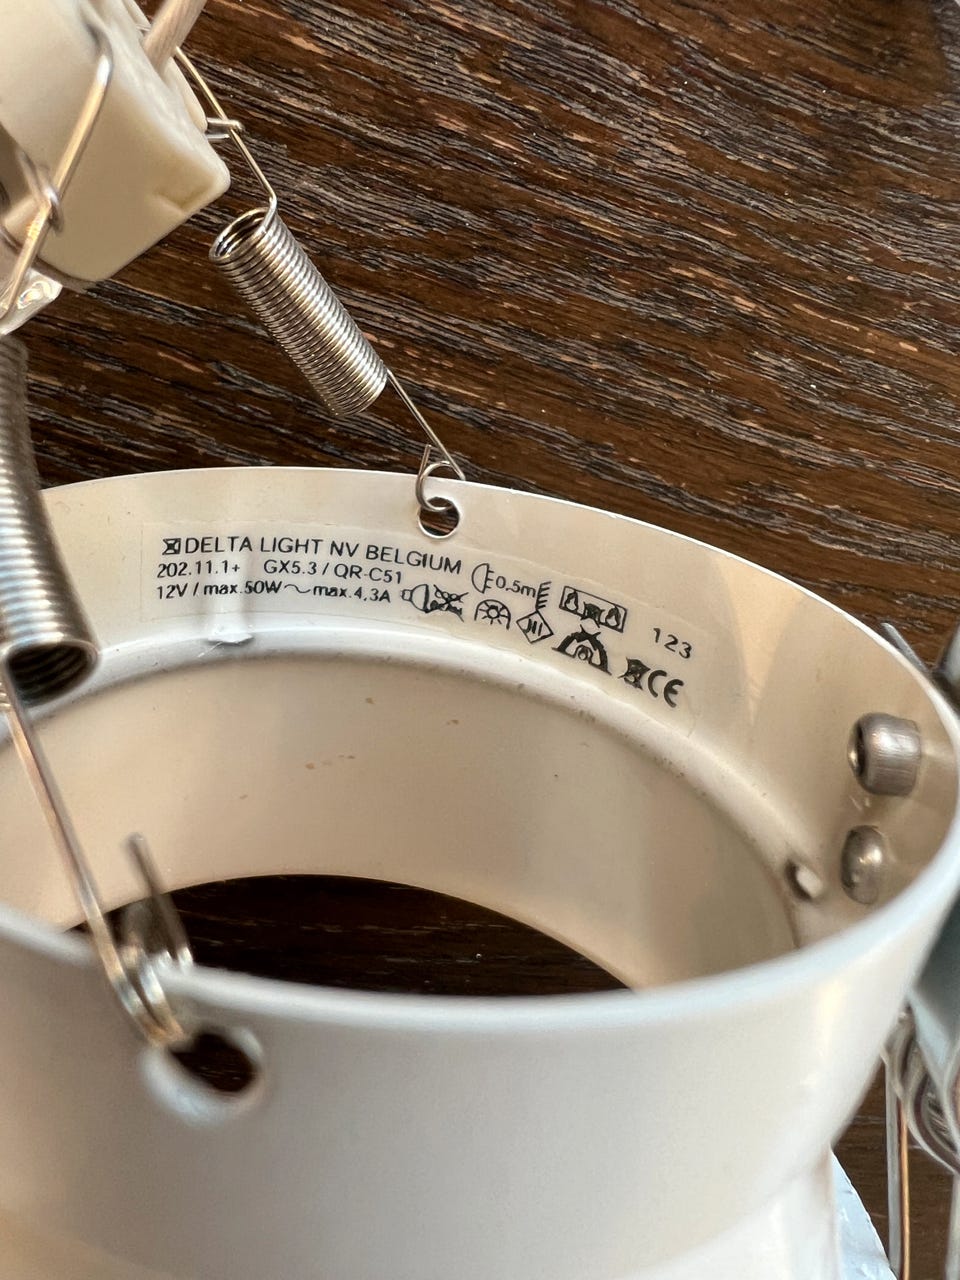 DELTA LIGHT NV BELGIUM
202.11.1+ GX5.3 / QR-C51
12V / max.50W ~ max.4,3A
0,5m
123
CE